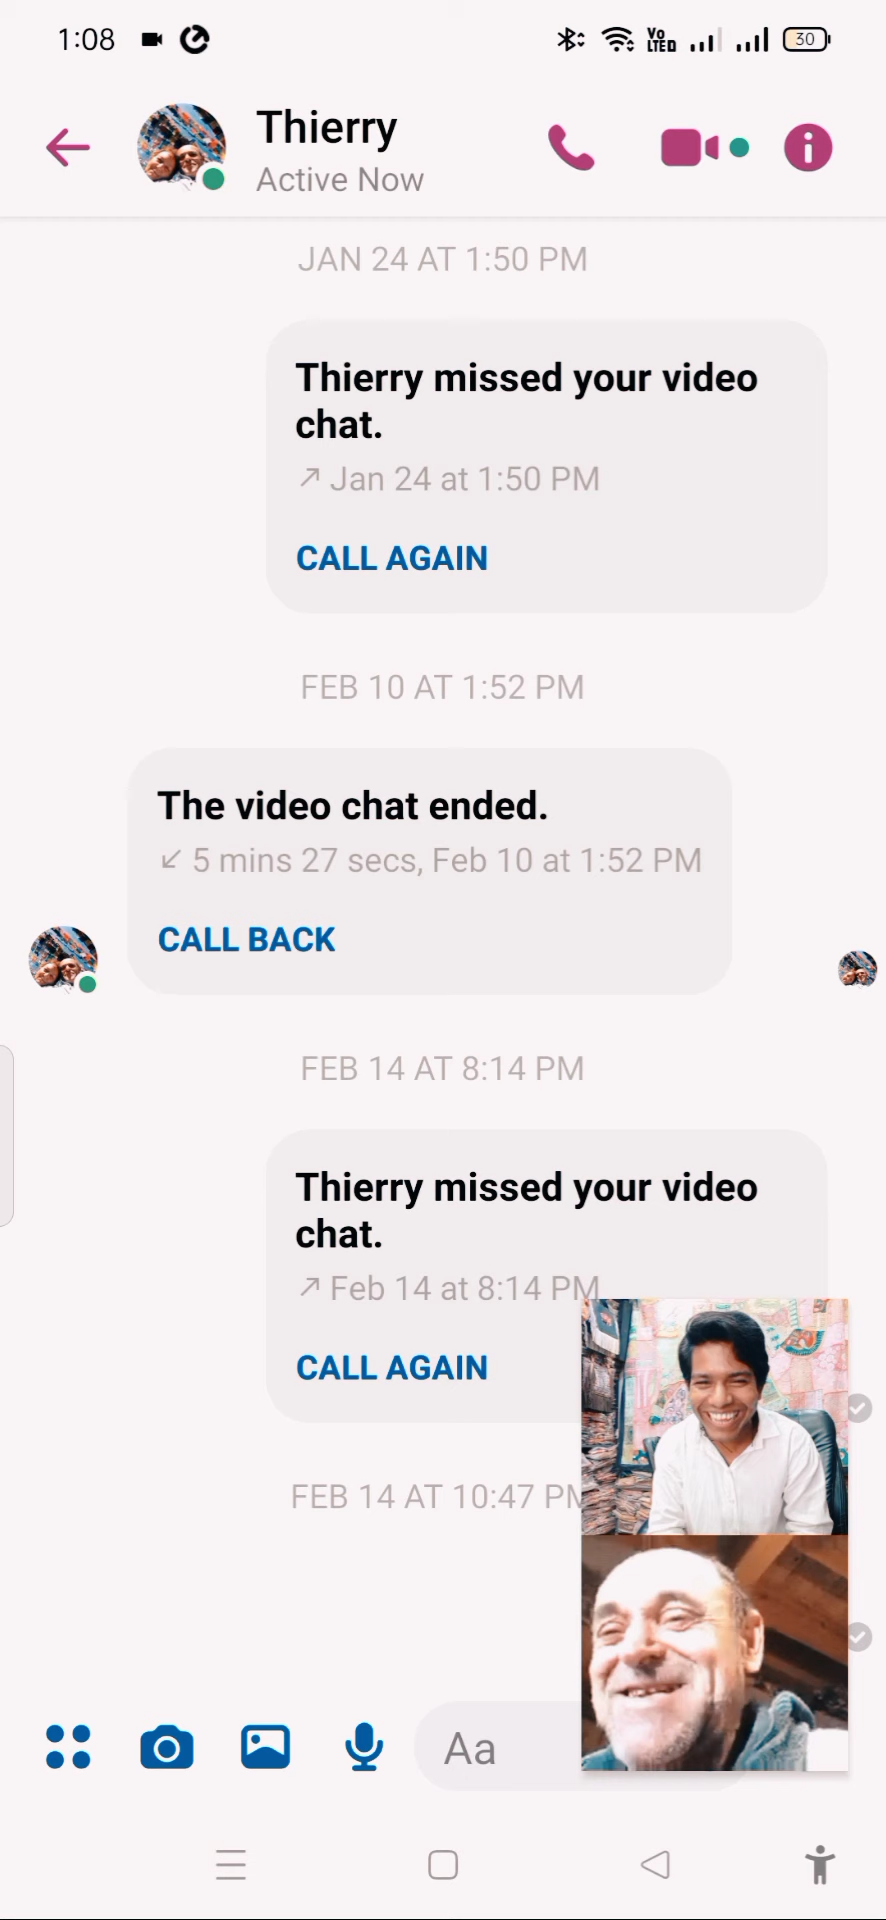 1:08
Vo
LTED
30
Thierry
Active Now
JAN 24 AT 1:50 PM
Thierry missed your video
chat.
Jan 24 at 1:50 PM
CALL AGAIN
FEB 10 AT 1:52 PM
The video chat ended.
5 mins 27 secs, Feb 10 at 1:52 PM
CALL BACK
FEB 14 AT 8:14 PM
Thierry missed your video
chat.
Feb 14 at 8:14 PM
CALL AGAIN
FEB 14 AT 10:47 PM
Aa